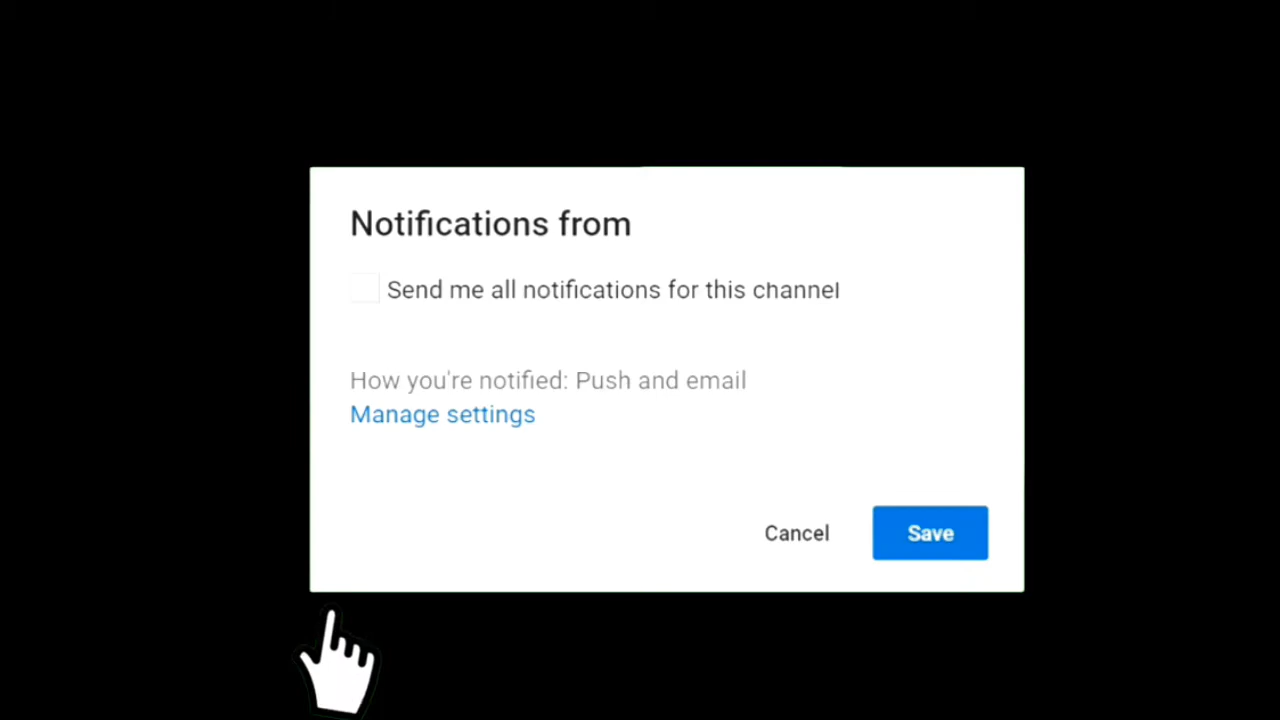 Notifications from
Send me all notifications for this channel
How you're notified: Push and email
Manage settings
Cancel
Save